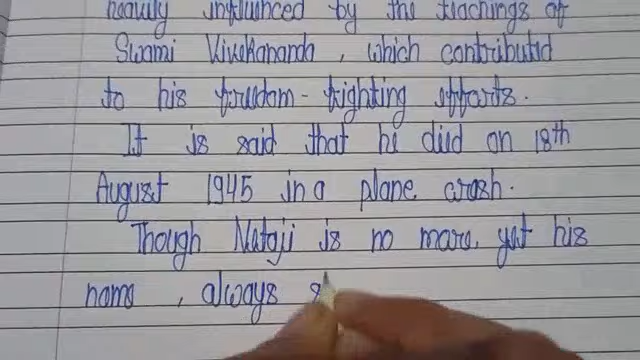 heavily influenced by the teachings of
Swami Vivekananda, which contributed
to his freedom-fighting efforts.
It is said that he died on 18th
August 1945 in a plane crash.
Though Netaji is no more, yet his
name, always s